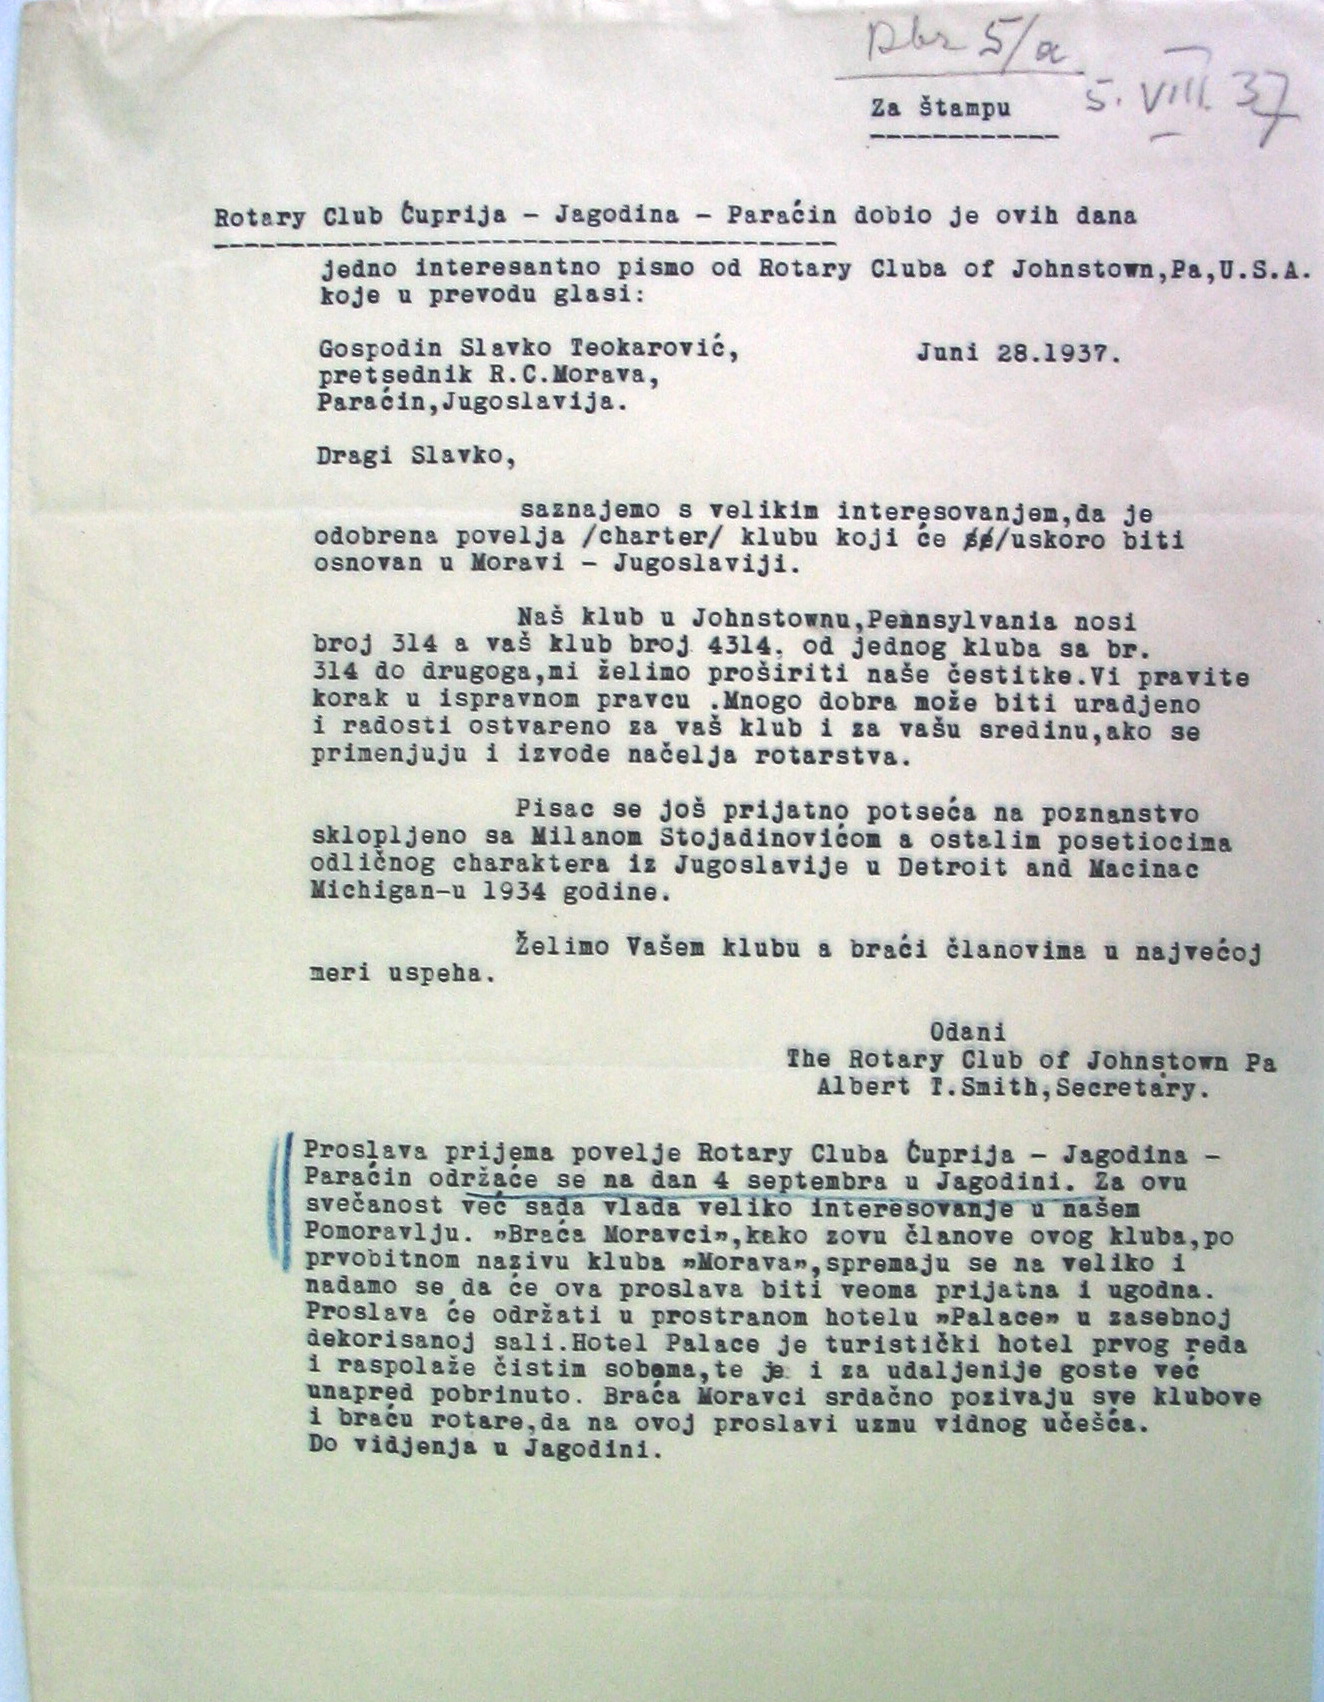 5/a
Za štampu
5. VIII. 37
Rotary Club Ćuprija - Jagodina - Paraćin dobio je ovih dana
jedno interesantno pismo od Rotary Cluba of Johnstown,Pa,U.S.A.
koje u prevodu glasi:
Gospodin Slavko Teokarović, Juni 28.1937.
pretsednik R.C.Morava,
Paraćin,Jugoslavija.
Dragi Slavko,
saznajemo s velikim interesovanjem,da je
odobrena povelja /charter/ klubu koji će /uskoro biti
osnovan u Moravi - Jugoslaviji.
Naš klub u Johnstownu,Pennsylvania nosi
broj 314 a vaš klub broj 4314. od jednog kluba sa br.
314 do drugoga,mi želimo proširiti naše čestitke.Vi pravite
korak u ispravnom pravcu .Mnogo dobra može biti uradjeno
i radosti ostvareno za vaš klub i za vašu sredinu,ako se
primenjuju i izvode načelja rotarstva.
Pisac se još prijatno potseća na poznanstvo
sklopljeno sa Milanom Stojadinovićom a ostalim posetiocima
odličnog charaktera iz Jugoslavije u Detroit and Macinac
Michigan-u 1934 godine.
Želimo Vašem klubu a braći članovima u najvećoj
meri uspeha.
Odani
The Rotary Club of Johnstown Pa
Albert T.Smith,Secretary.
Proslava prijema povelje Rotary Cluba Ćuprija - Jagodina -
Paraćin održaće se na dan 4 septembra u Jagodini. Za ovu
svečanost već sada vlada veliko interesovanje u našem
Pomoravlju. "Braća Moravci",kako zovu članove ovog kluba,po
prvobitnom nazivu kluba "Morava",spremaju se na veliko i
nadamo se da će ova proslava biti veoma prijatna i ugodna.
Proslava će održati u prostranom hotelu "Palace" u zasebnoj
dekorisanoj sali.Hotel Palace je turistički hotel prvog reda
i raspolaže čistim sobama,te je i za udaljenije goste već
unapred pobrinuto. Braća Moravci srdačno pozivaju sve klubove
i braću rotare,da na ovoj proslavi uzmu vidnog učešća.
Do vidjenja u Jagodini.